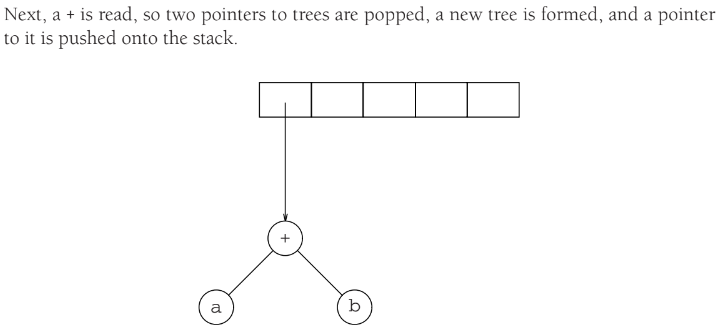 Next, a + is read, so two pointers to trees are popped, a new tree is formed, and a pointer
to it is pushed onto the stack.
+
a
b